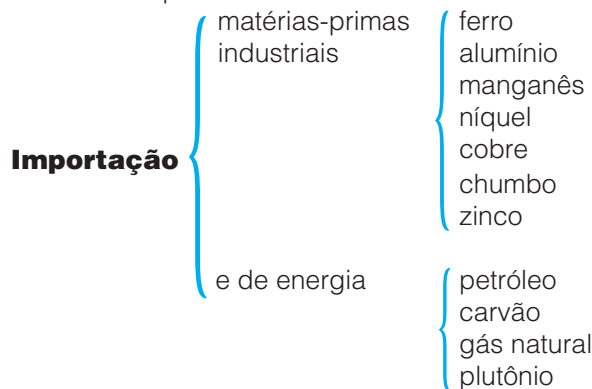 matérias-primas
industriais
ferro
alumínio
manganês
níquel
cobre
chumbo
zinco
Importação
e de energia
petróleo
carvão
gás natural
plutônio